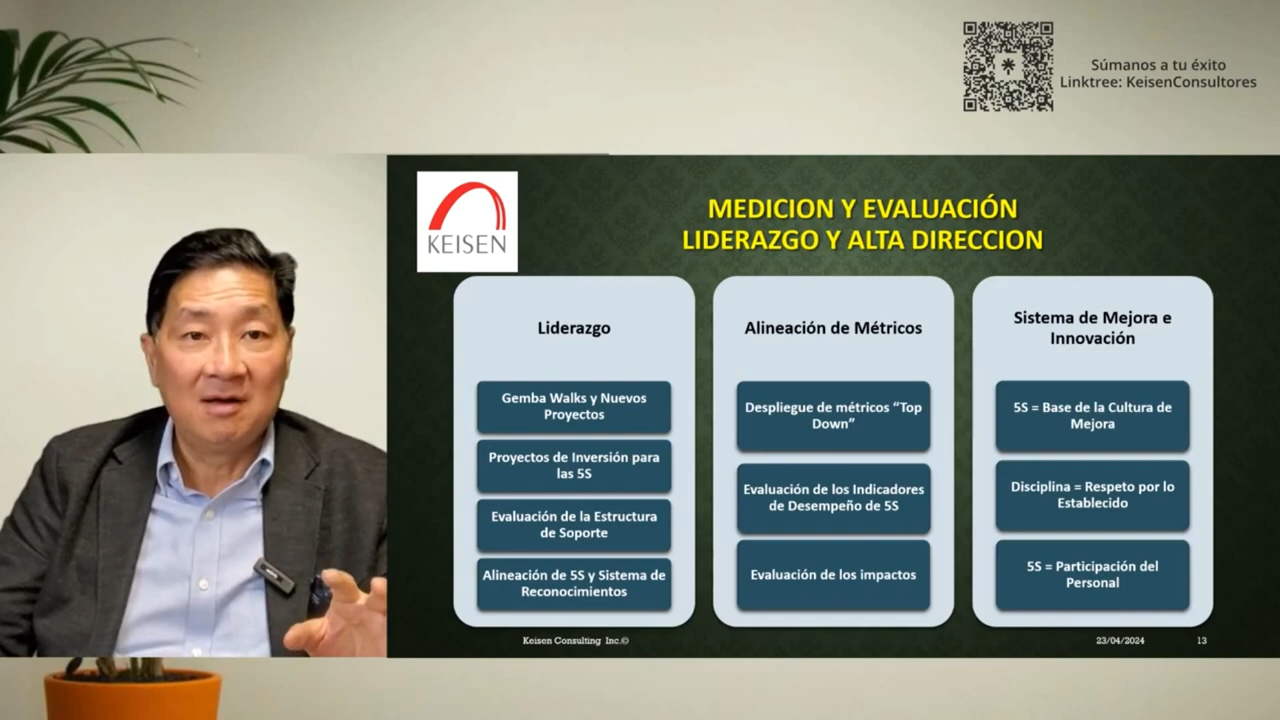 Súmanos a tu éxito
Linktree: KeisenConsultores
KEISEN
MEDICION Y EVALUACIÓN
LIDERAZGO Y ALTA DIRECCION
Liderazgo
Gemba Walks y Nuevos
Proyectos
Proyectos de Inversión para
las 5S
Evaluación de la Estructura
de Soporte
Alineación de 5S y Sistema de
Reconocimientos
Alineación de Métricos
Despliegue de métricos “Top
Down”
Evaluación de los Indicadores
de Desempeño de 5S
Evaluación de los impactos
Sistema de Mejora e
Innovación
5S = Base de la Cultura de
Mejora
Disciplina = Respeto por lo
Establecido
5S = Participación del
Personal
Keisen Consulting Inc.©
23/04/2024
13